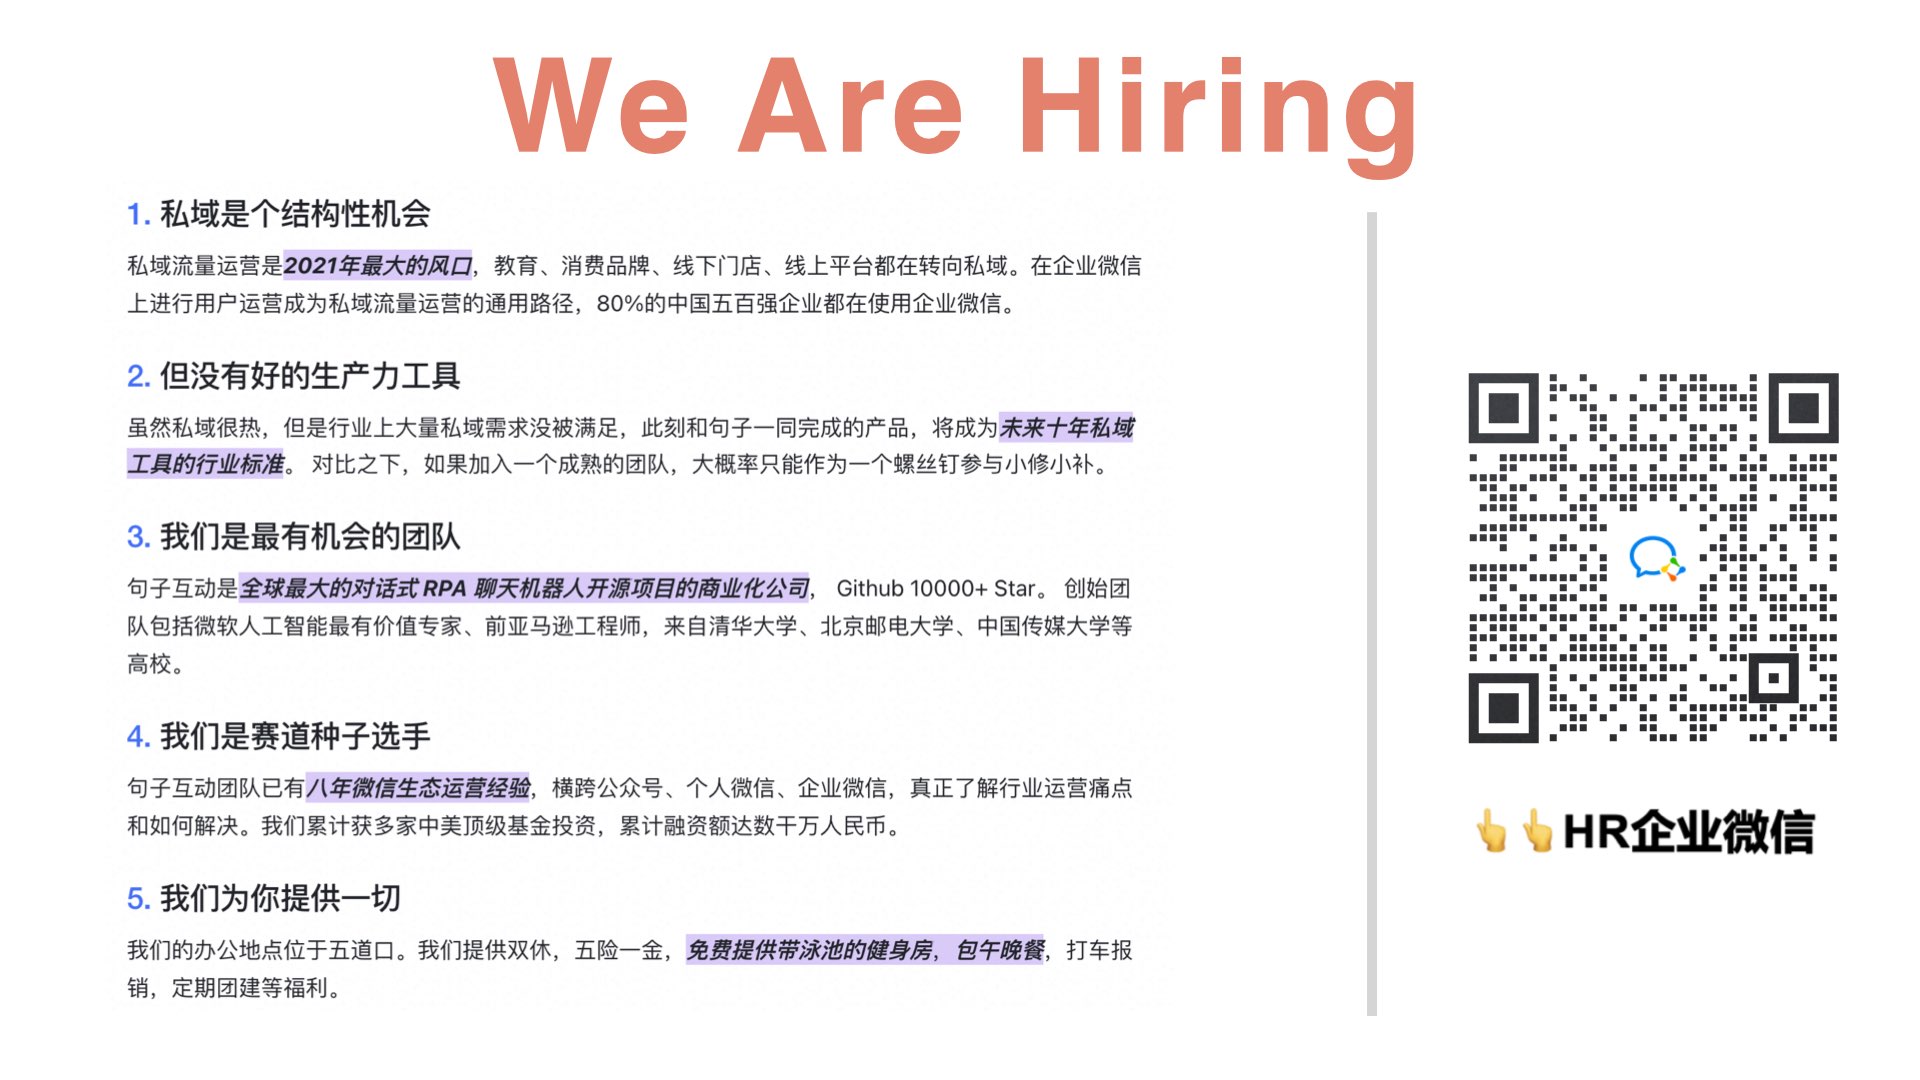 We Are Hiring
1. 私域是个结构性机会
私域流量运营是2021年最大的风口，教育、消费品牌、线下门店、线上平台都在转向私域。在企业微信
上进行用户运营成为私域流量运营的通用路径，80%的中国五百强企业都在使用企业微信。
2. 但没有好的生产力工具
虽然私域很热，但是行业上大量私域需求没被满足，此刻和句子一同完成的产品，将成为未来十年私域
工具的行业标准。 对比之下，如果加入一个成熟的团队，大概率只能作为一个螺丝钉参与小修小补。
3. 我们是最有机会的团队
句子互动是全球最大的对话式 RPA 聊天机器人开源项目的商业化公司， Github 10000+ Star。 创始团
队包括微软人工智能最有价值专家、前亚马逊工程师，来自清华大学、北京邮电大学、中国传媒大学等
高校。
4. 我们是赛道种子选手
句子互动团队已有八年微信生态运营经验，横跨公众号、个人微信、企业微信，真正了解行业运营痛点
和如何解决。我们累计获多家中美顶级基金投资，累计融资额达数千万人民币。
5. 我们为你提供一切
我们的办公地点位于五道口。我们提供双休，五险一金，免费提供带泳池的健身房，包午晚餐，打车报
销，定期团建等福利。
👆👆HR企业微信